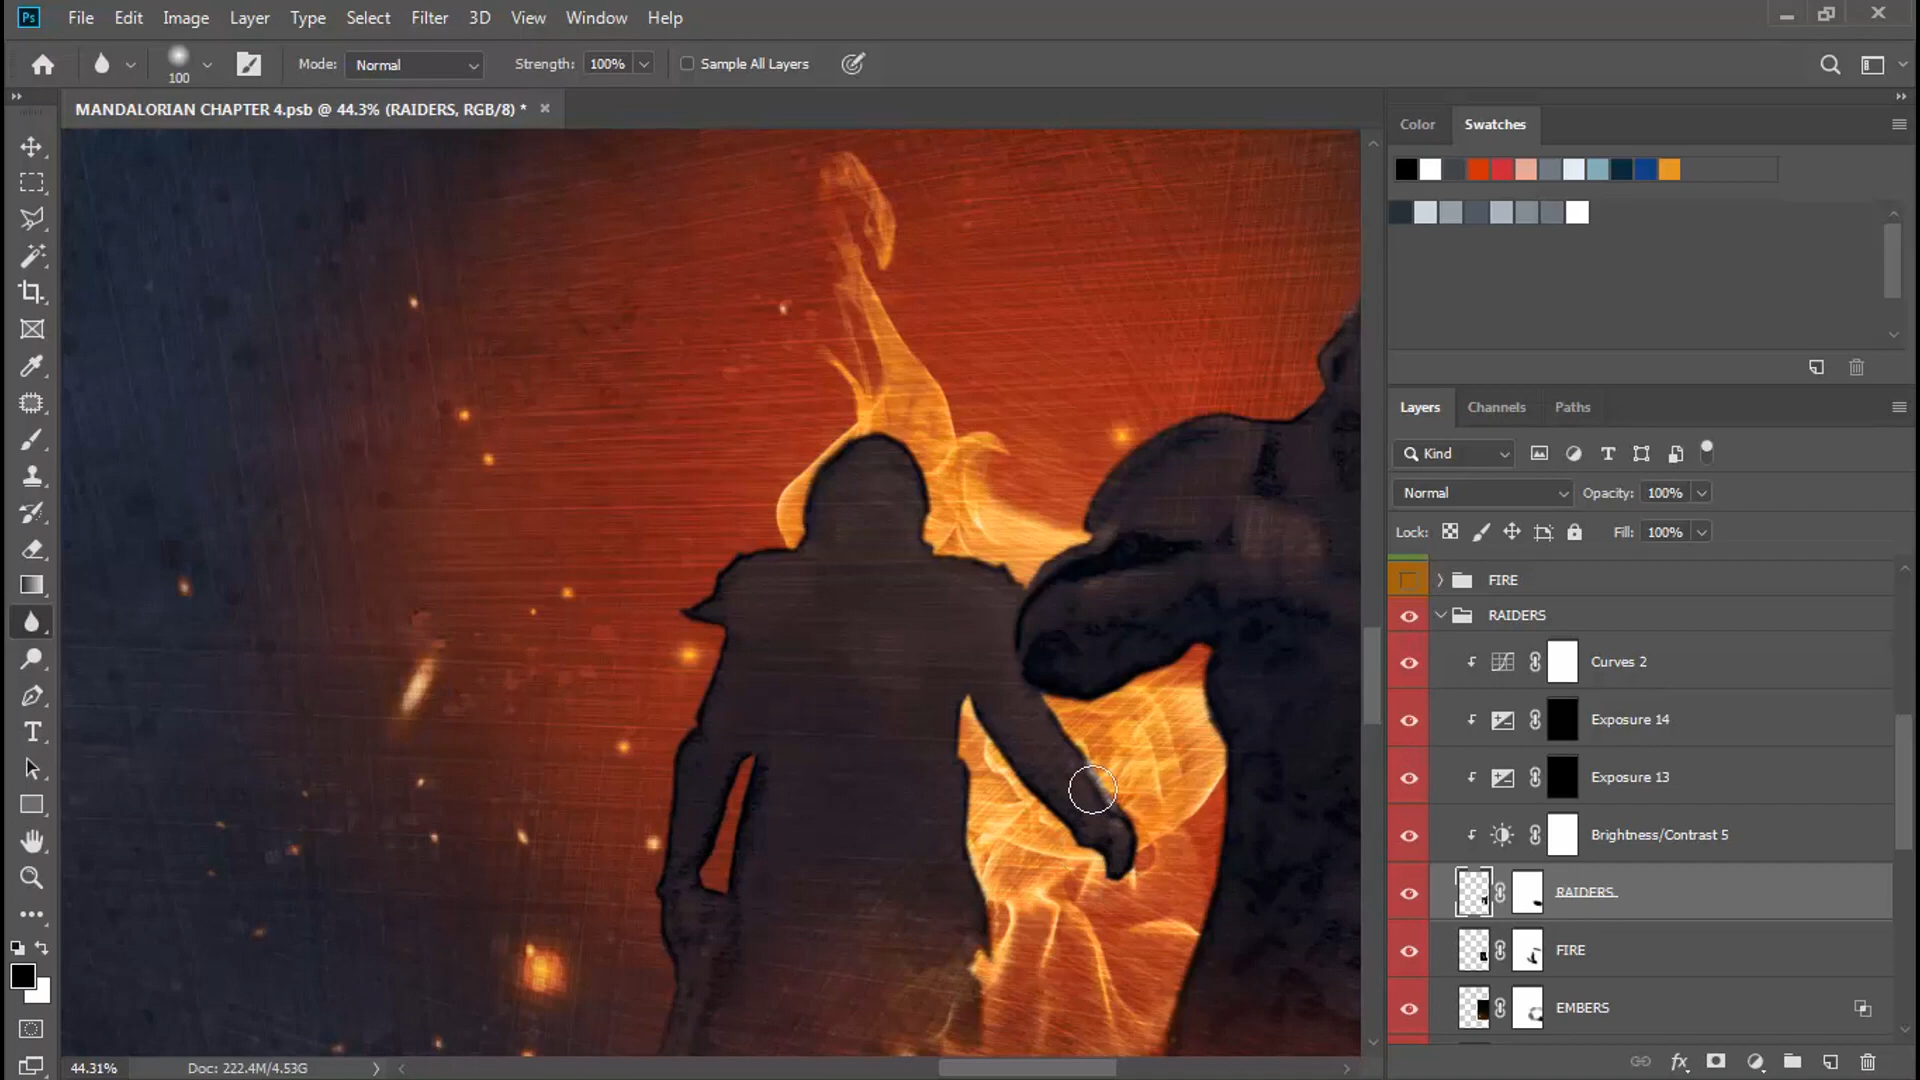 Ps File Edit Image Layer Type Select Filter 3D View Window Help
100 Mode: Normal Strength: 100% Sample All Layers
MANDALORIAN CHAPTER 4.psb @ 44.3% (RAIDERS, RGB/8) *
Color Swatches
Layers Channels Paths
Kind
Normal Opacity: 100%
Lock: Fill: 100%
FIRE
RAIDERS
Curves 2
Exposure 14
Exposure 13
Brightness/Contrast 5
RAIDERS
FIRE
EMBERS
44.31% Doc: 222.4M/4.53G
fx